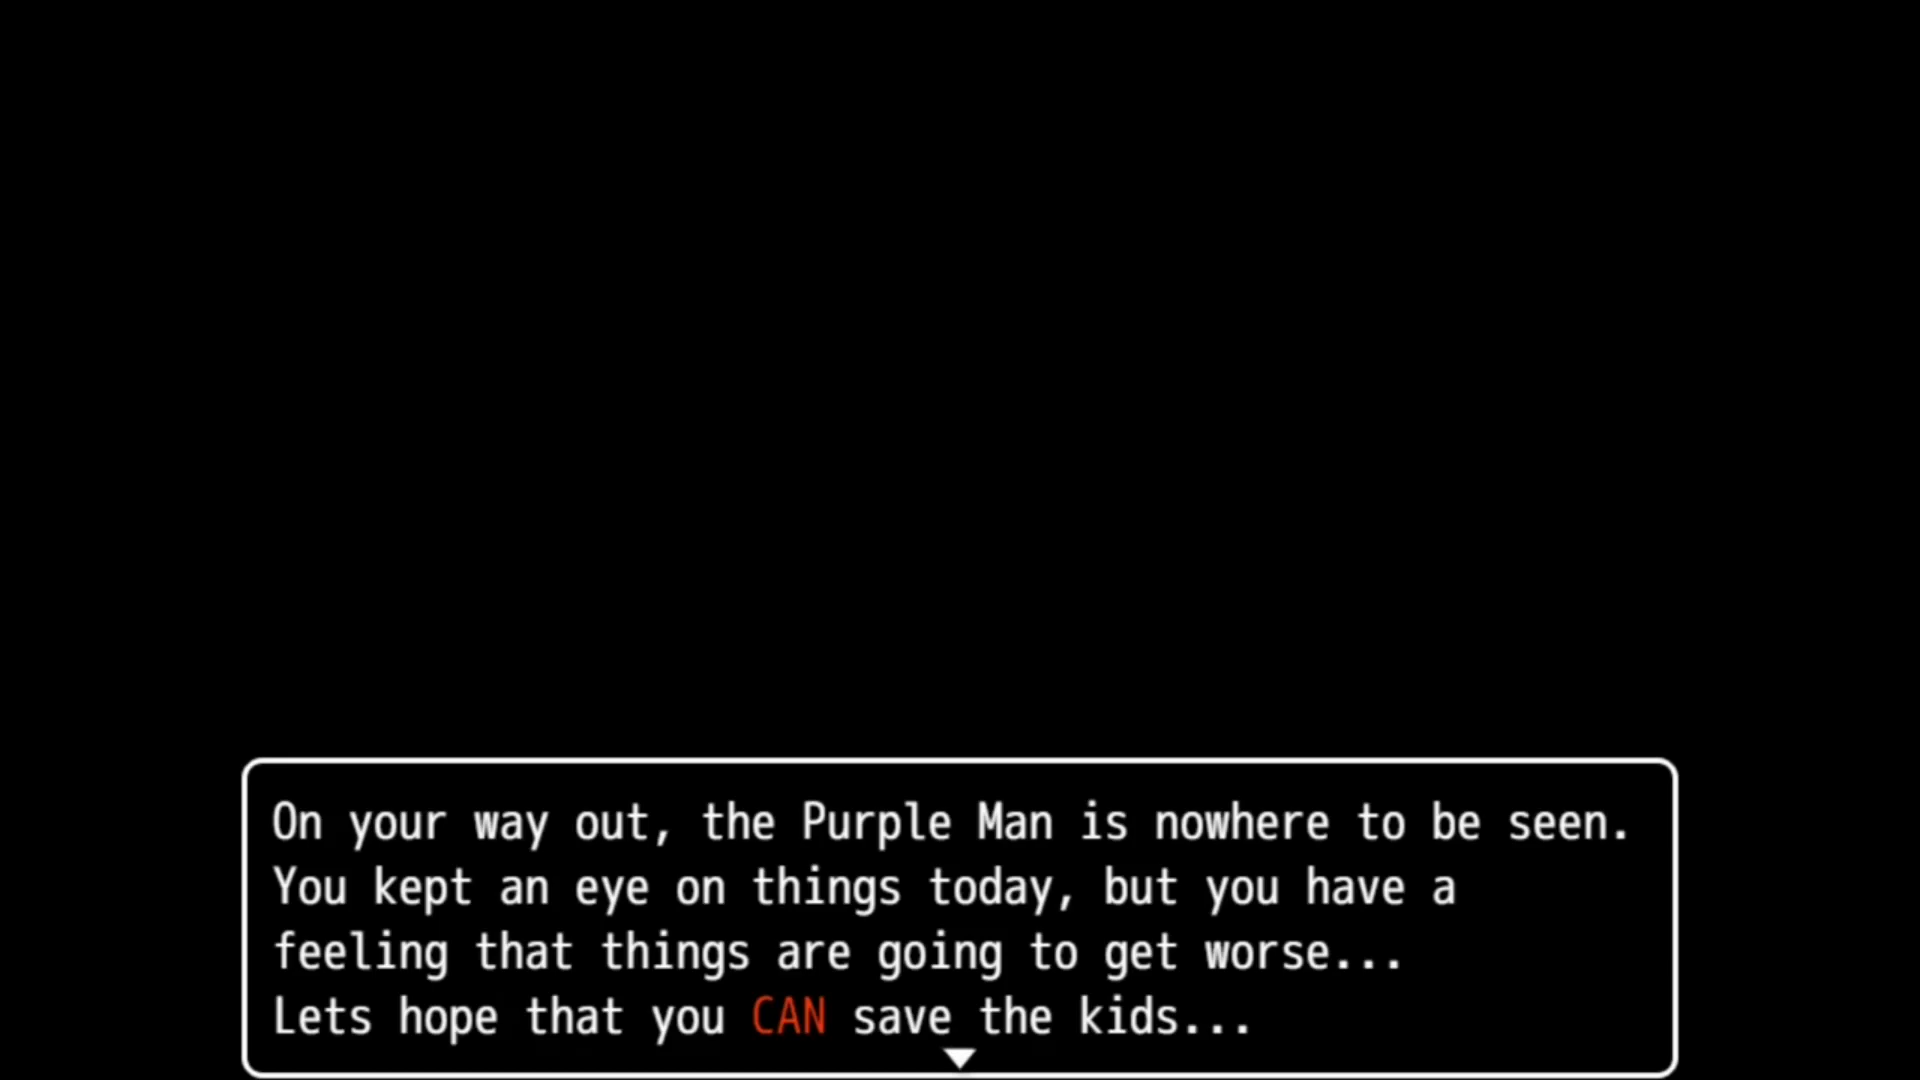 On your way out, the Purple Man is nowhere to be seen.
You kept an eye on things today, but you have a
feeling that things are going to get worse...
Lets hope that you CAN save the kids...